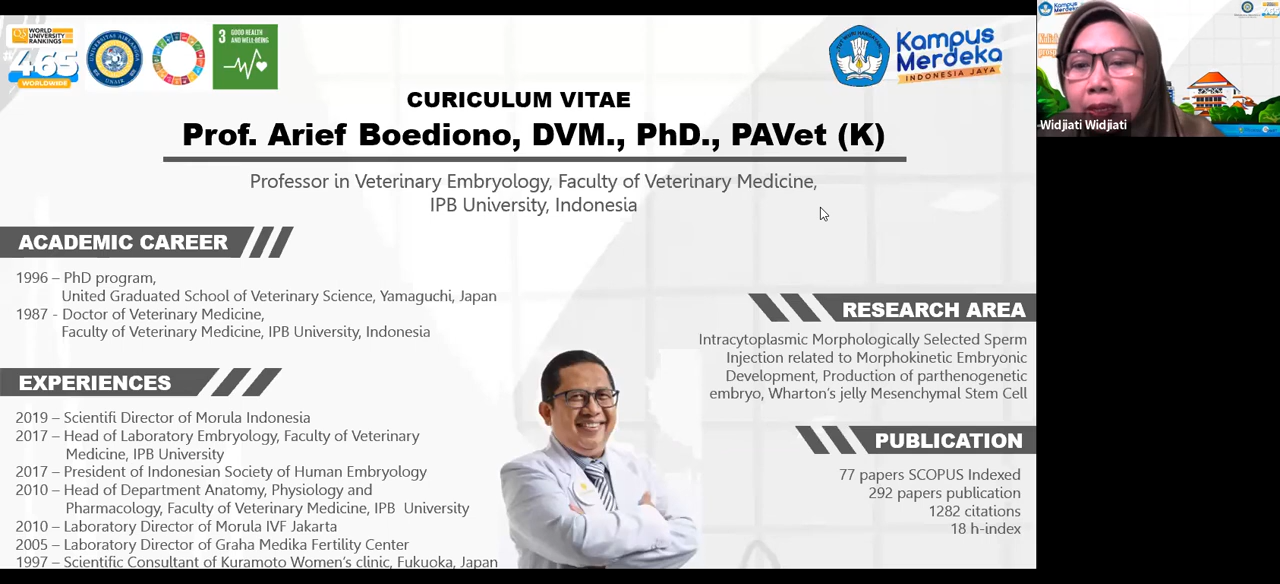 QS WORLD
UNIVERSITY
RANKINGS
#465
WORLDWIDE
UNIVERSITAS AIRLANGGA
UNAIR
3 GOOD HEALTH
AND WELL-BEING
TUT WURI HANDAYANI
Kampus
Merdeka
INDONESIA JAYA
CURICULUM VITAE
Prof. Arief Boediono, DVM., PhD., PAVet (K)
Professor in Veterinary Embryology, Faculty of Veterinary Medicine,
IPB University, Indonesia
ACADEMIC CAREER
1996 – PhD program,
United Graduated School of Veterinary Science, Yamaguchi, Japan
1987 - Doctor of Veterinary Medicine,
Faculty of Veterinary Medicine, IPB University, Indonesia
EXPERIENCES
2019 – Scientifi Director of Morula Indonesia
2017 – Head of Laboratory Embryology, Faculty of Veterinary
Medicine, IPB University
2017 – President of Indonesian Society of Human Embryology
2010 – Head of Department Anatomy, Physiology and
Pharmacology, Faculty of Veterinary Medicine, IPB University
2010 – Laboratory Director of Morula IVF Jakarta
2005 – Laboratory Director of Graha Medika Fertility Center
1997 – Scientific Consultant of Kuramoto Women's clinic, Fukuoka, Japan
RESEARCH AREA
Intracytoplasmic Morphologically Selected Sperm
Injection related to Morphokinetic Embryonic
Development, Production of parthenogenetic
embryo, Wharton's jelly Mesenchymal Stem Cell
PUBLICATION
77 papers SCOPUS Indexed
292 papers publication
1282 citations
18 h-index
Kampus
Merdeka
Widjiati Widjiati